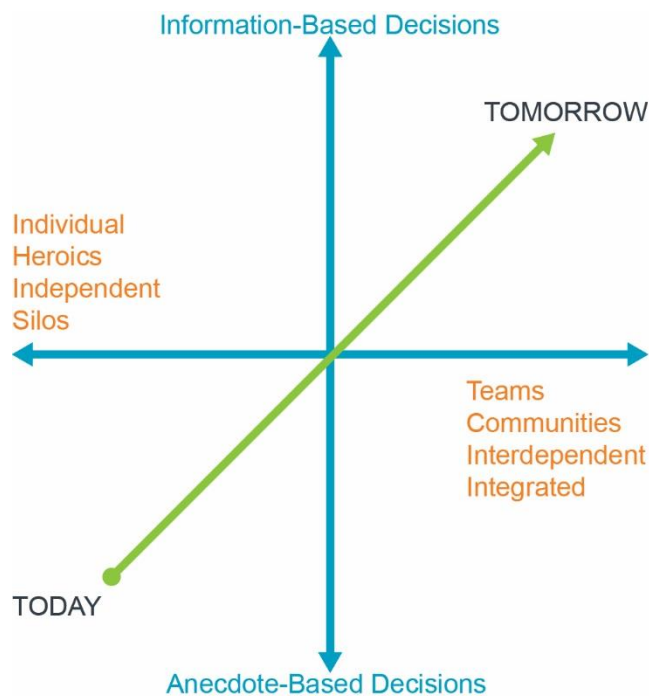 Information-Based Decisions
TOMORROW
Individual
Heroics
Independent
Silos
Teams
Communities
Interdependent
Integrated
TODAY
Anecdote-Based Decisions